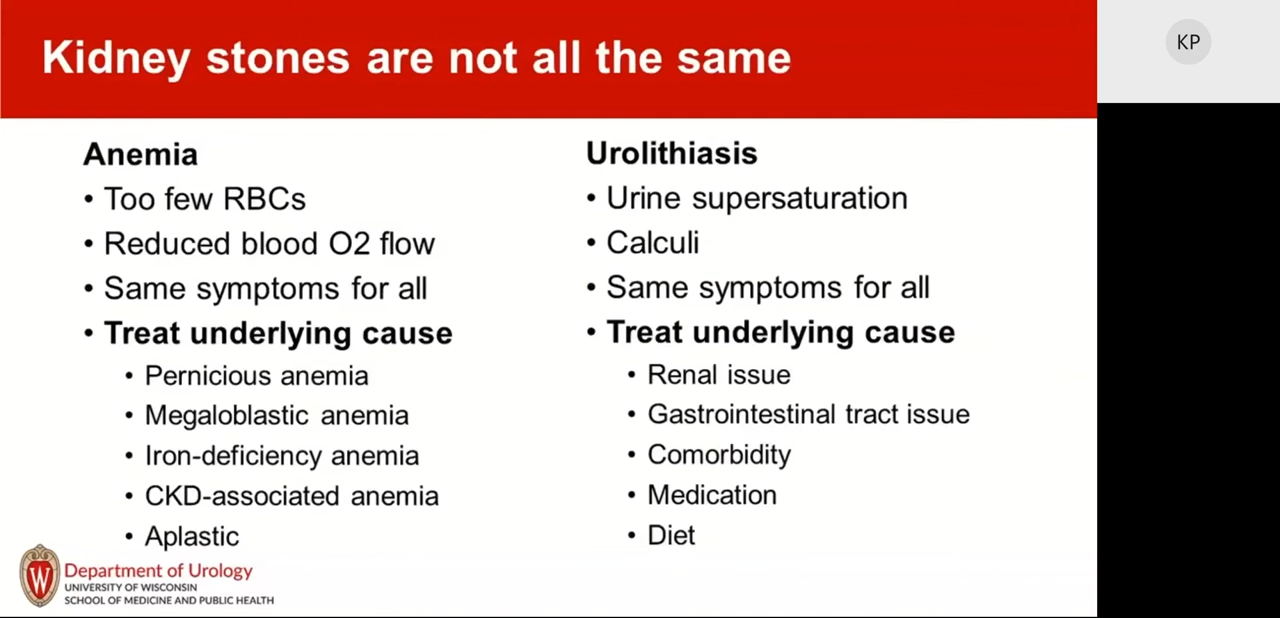 Kidney stones are not all the same
KP
Anemia
• Too few RBCs
• Reduced blood O2 flow
• Same symptoms for all
• Treat underlying cause
• Pernicious anemia
• Megaloblastic anemia
• Iron-deficiency anemia
• CKD-associated anemia
• Aplastic
Urolithiasis
• Urine supersaturation
• Calculi
• Same symptoms for all
• Treat underlying cause
• Renal issue
• Gastrointestinal tract issue
• Comorbidity
• Medication
• Diet
W
Department of Urology
UNIVERSITY OF WISCONSIN
SCHOOL OF MEDICINE AND PUBLIC HEALTH